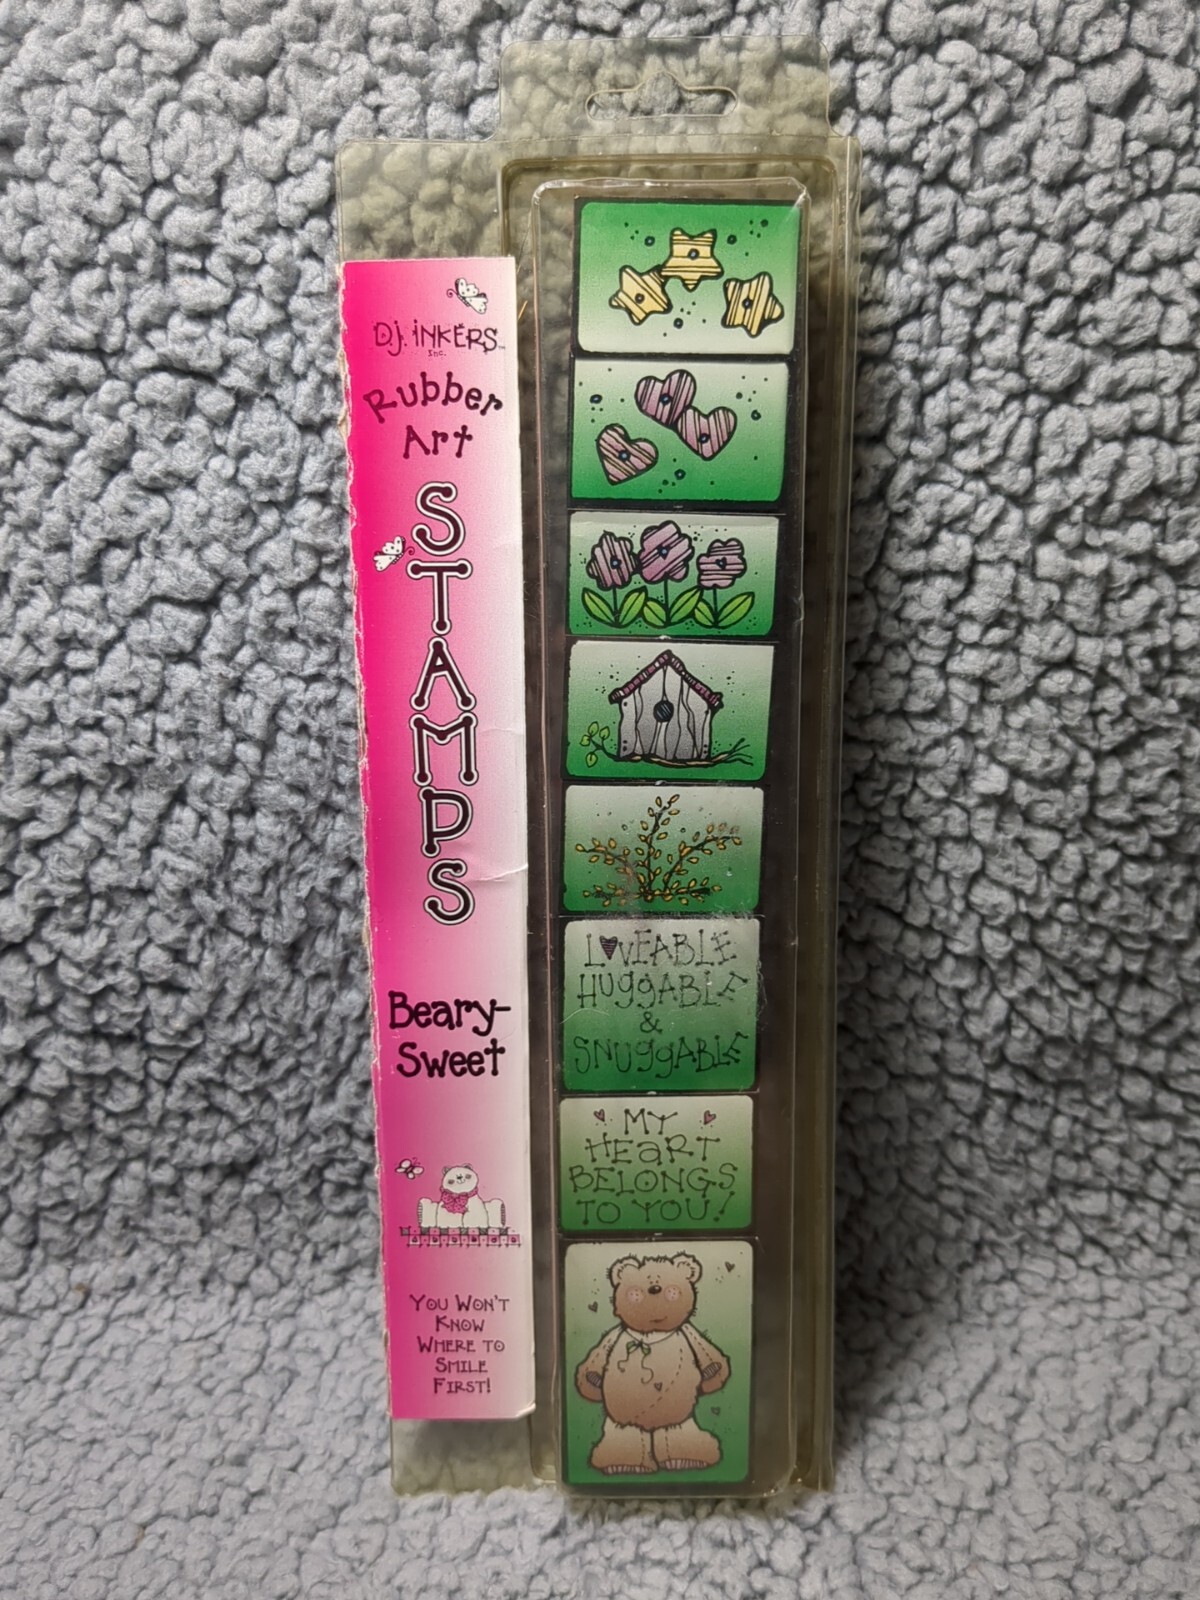 D.J. INKERS™
Inc.
Rubber
Art
STAMPS
Beary-
Sweet
YOU WON'T
KNOW
WHERE TO
SMILE
FIRST!
LOVEABLE
HUGGABLE
&
SNUGGABLE
MY
HEART
BELONGS
TO YOU!